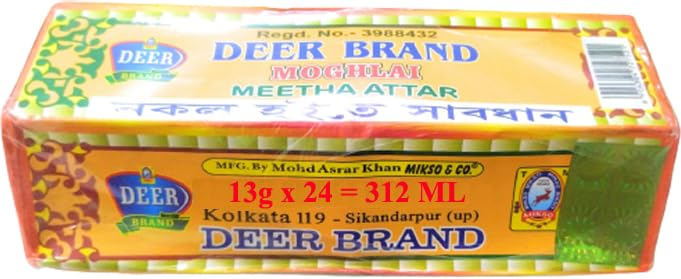 Regd. No.- 3988432
DEER
BRAND
DEER BRAND
MOGHLAI
MEETHA ATTAR
নকল হইতে সাবধান
MFG. By Mohd Asrar Khan MIKSO & CO.®
13g x 24 = 312 ML
DEER
BRAND
Kolkata 119 - Sikandarpur (up)
DEER BRAND
MIKSO